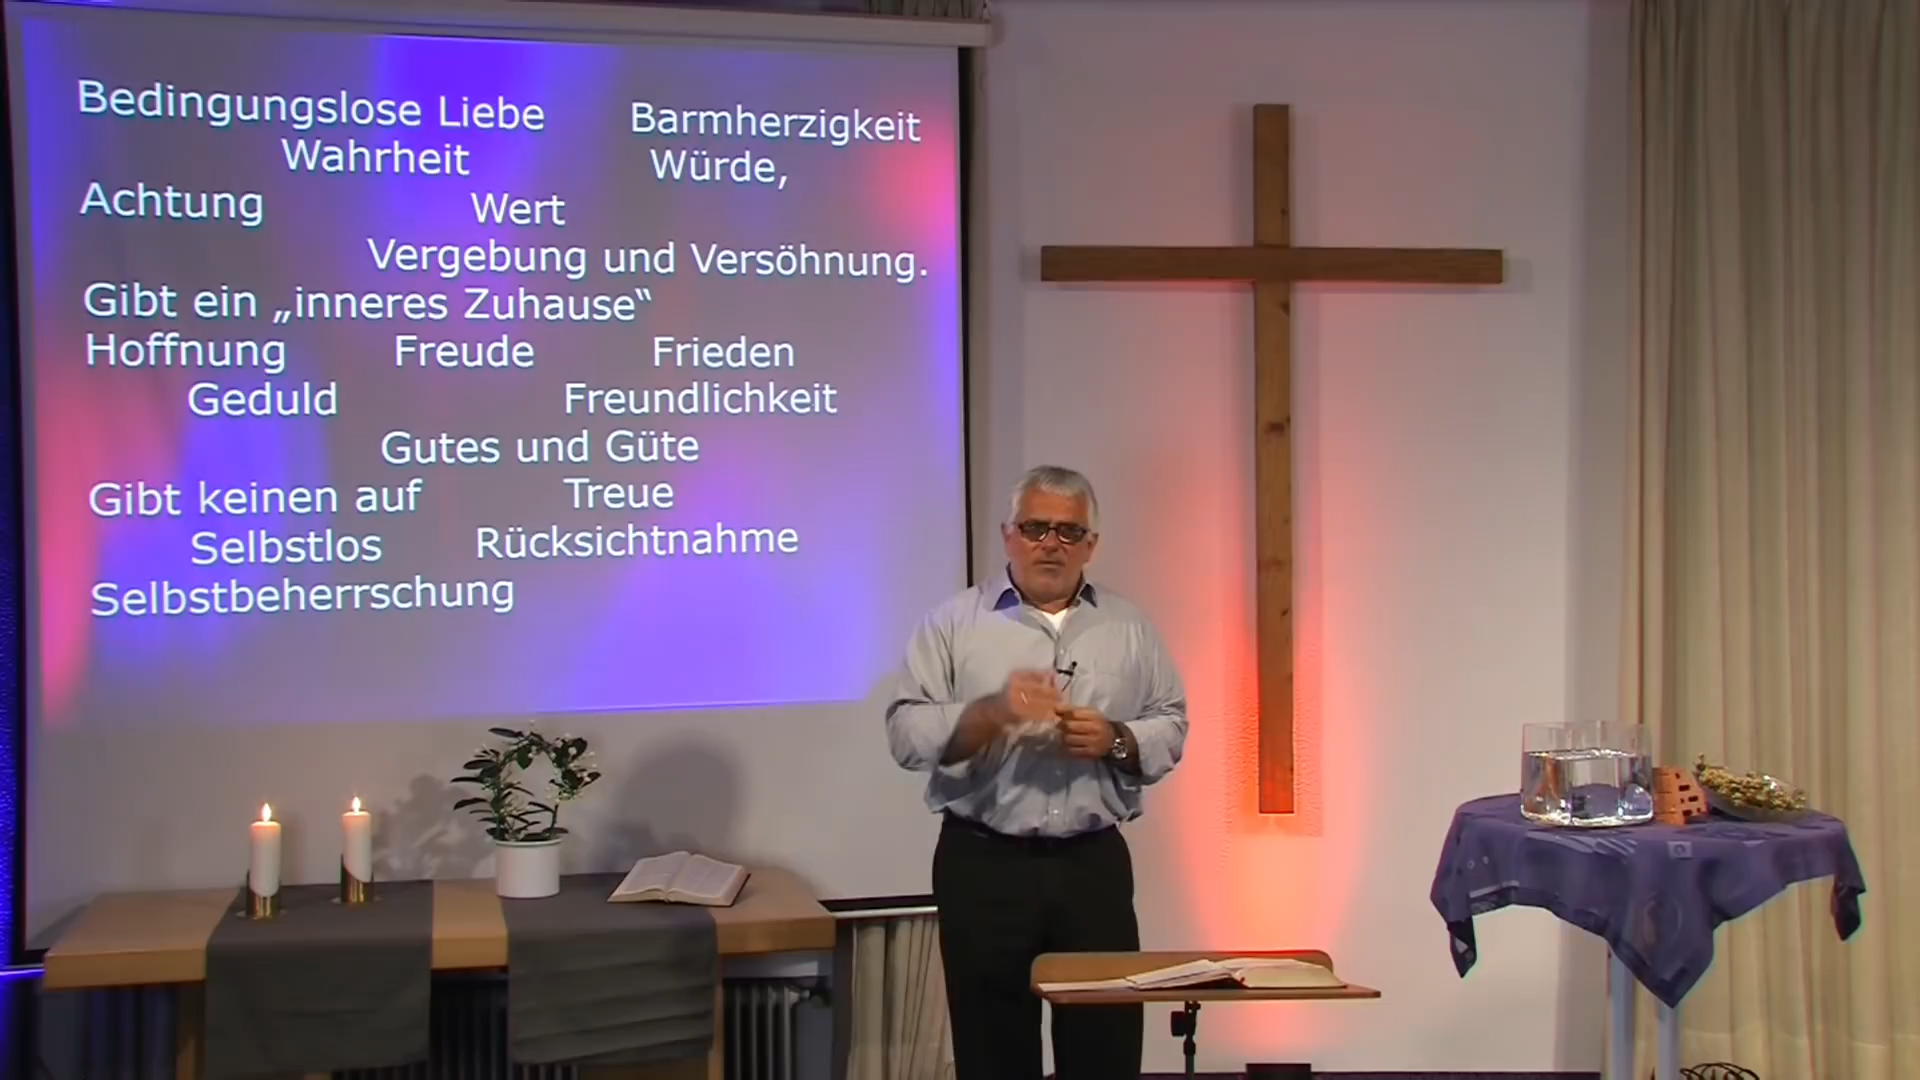 Bedingungslose Liebe Barmherzigkeit
Wahrheit Würde,
Achtung Wert
Vergebung und Versöhnung.
Gibt ein „inneres Zuhause“
Hoffnung Freude Frieden
Geduld Freundlichkeit
Gutes und Güte
Gibt keinen auf Treue
Selbstlos Rücksichtnahme
Selbstbeherrschung